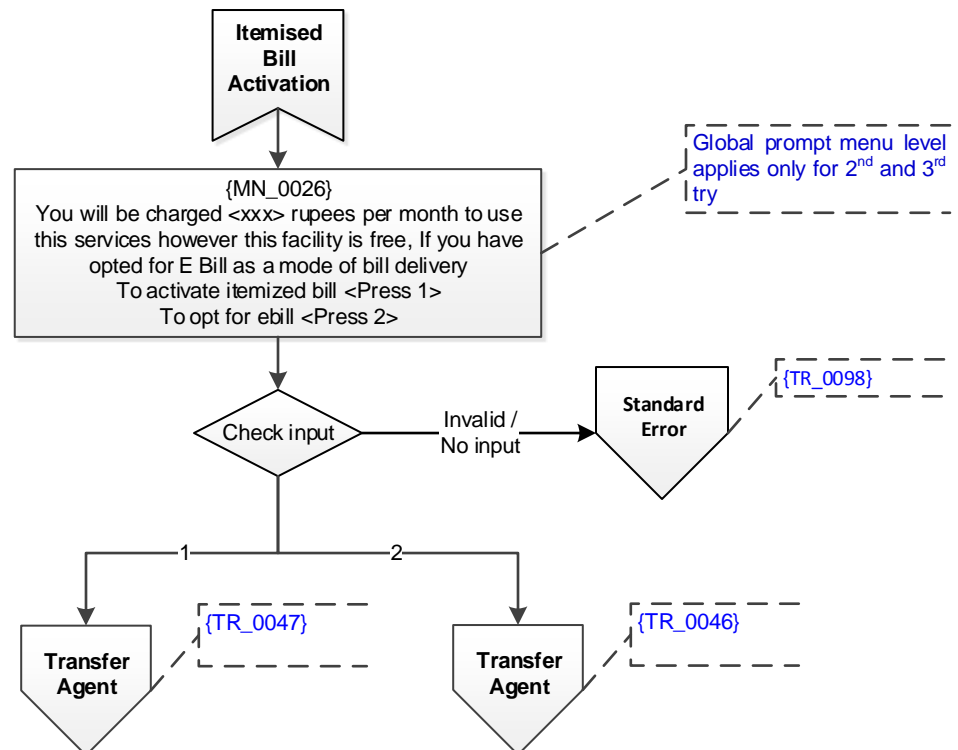 Itemised
Bill
Activation
Global prompt menu level
applies only for 2nd and 3rd
try
{MN_0026}
You will be charged <xxx> rupees per month to use
this services however this facility is free, If you have
opted for E Bill as a mode of bill delivery
To activate itemized bill <Press 1>
To opt for ebill <Press 2>
{TR_0098}
Standard
Error
Check input
Invalid /
No input
1
2
{TR_0047}
{TR_0046}
Transfer
Agent
Transfer
Agent